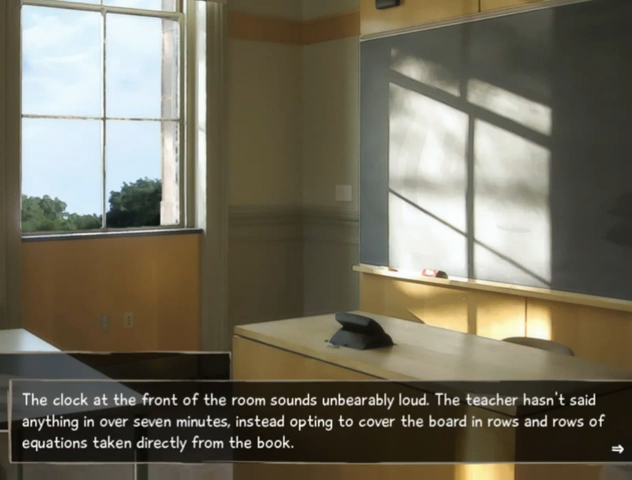 The clock at the front of the room sounds unbearably loud. The teacher hasn't said
anything in over seven minutes, instead opting to cover the board in rows and rows of
equations taken directly from the book.